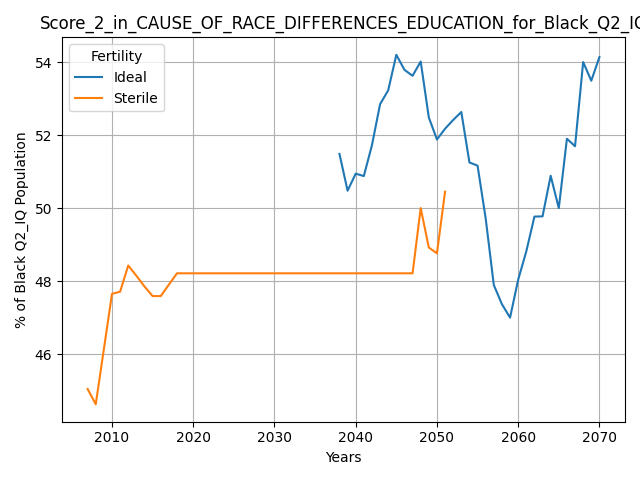 Score_2_in_CAUSE_OF_RACE_DIFFERENCES_EDUCATION_for_Black_Q2_IQ
Fertility
Ideal
Sterile
% of Black Q2_IQ Population
54
52
50
48
46
2010 2020 2030 2040 2050 2060 2070
Years